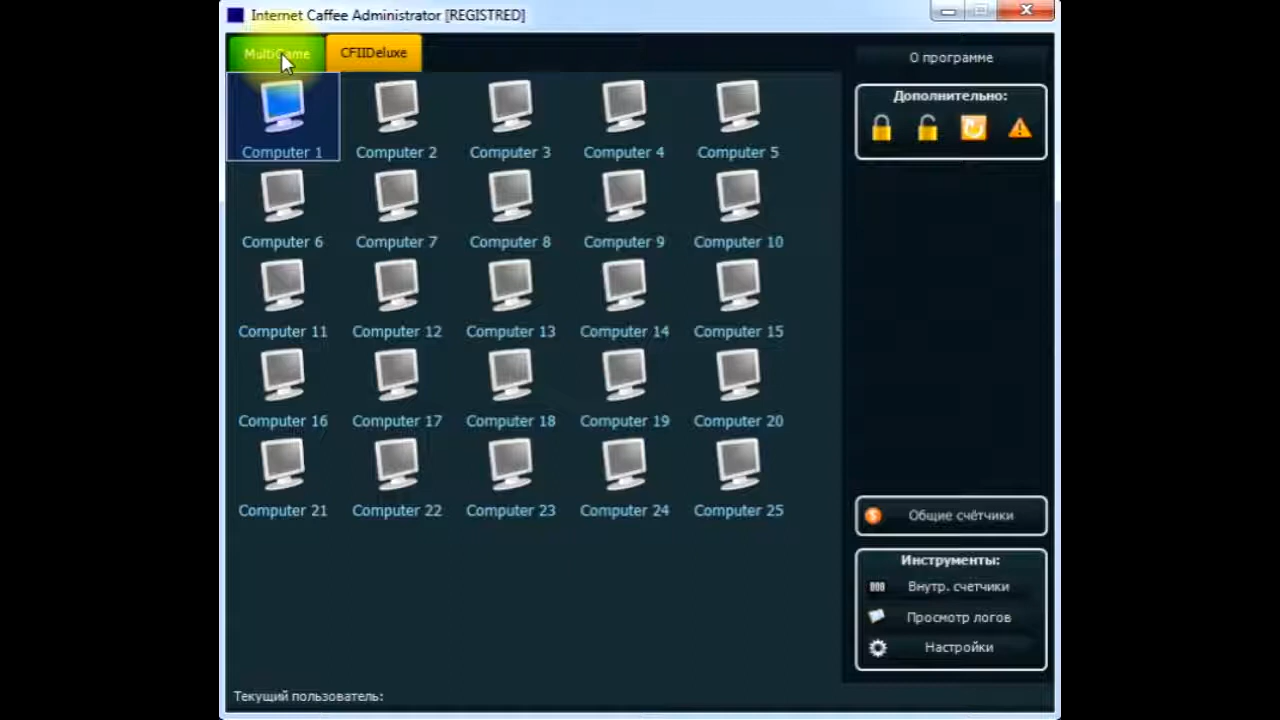 Internet Caffee Administrator [REGISTRED]
MultiGame
CFIIDeluxe
О программе
Дополнительно:
Computer 1
Computer 2
Computer 3
Computer 4
Computer 5
Computer 6
Computer 7
Computer 8
Computer 9
Computer 10
Computer 11
Computer 12
Computer 13
Computer 14
Computer 15
Computer 16
Computer 17
Computer 18
Computer 19
Computer 20
Computer 21
Computer 22
Computer 23
Computer 24
Computer 25
Общие счётчики
Инструменты:
Внутр. счетчики
Просмотр логов
Настройки
Текущий пользователь: